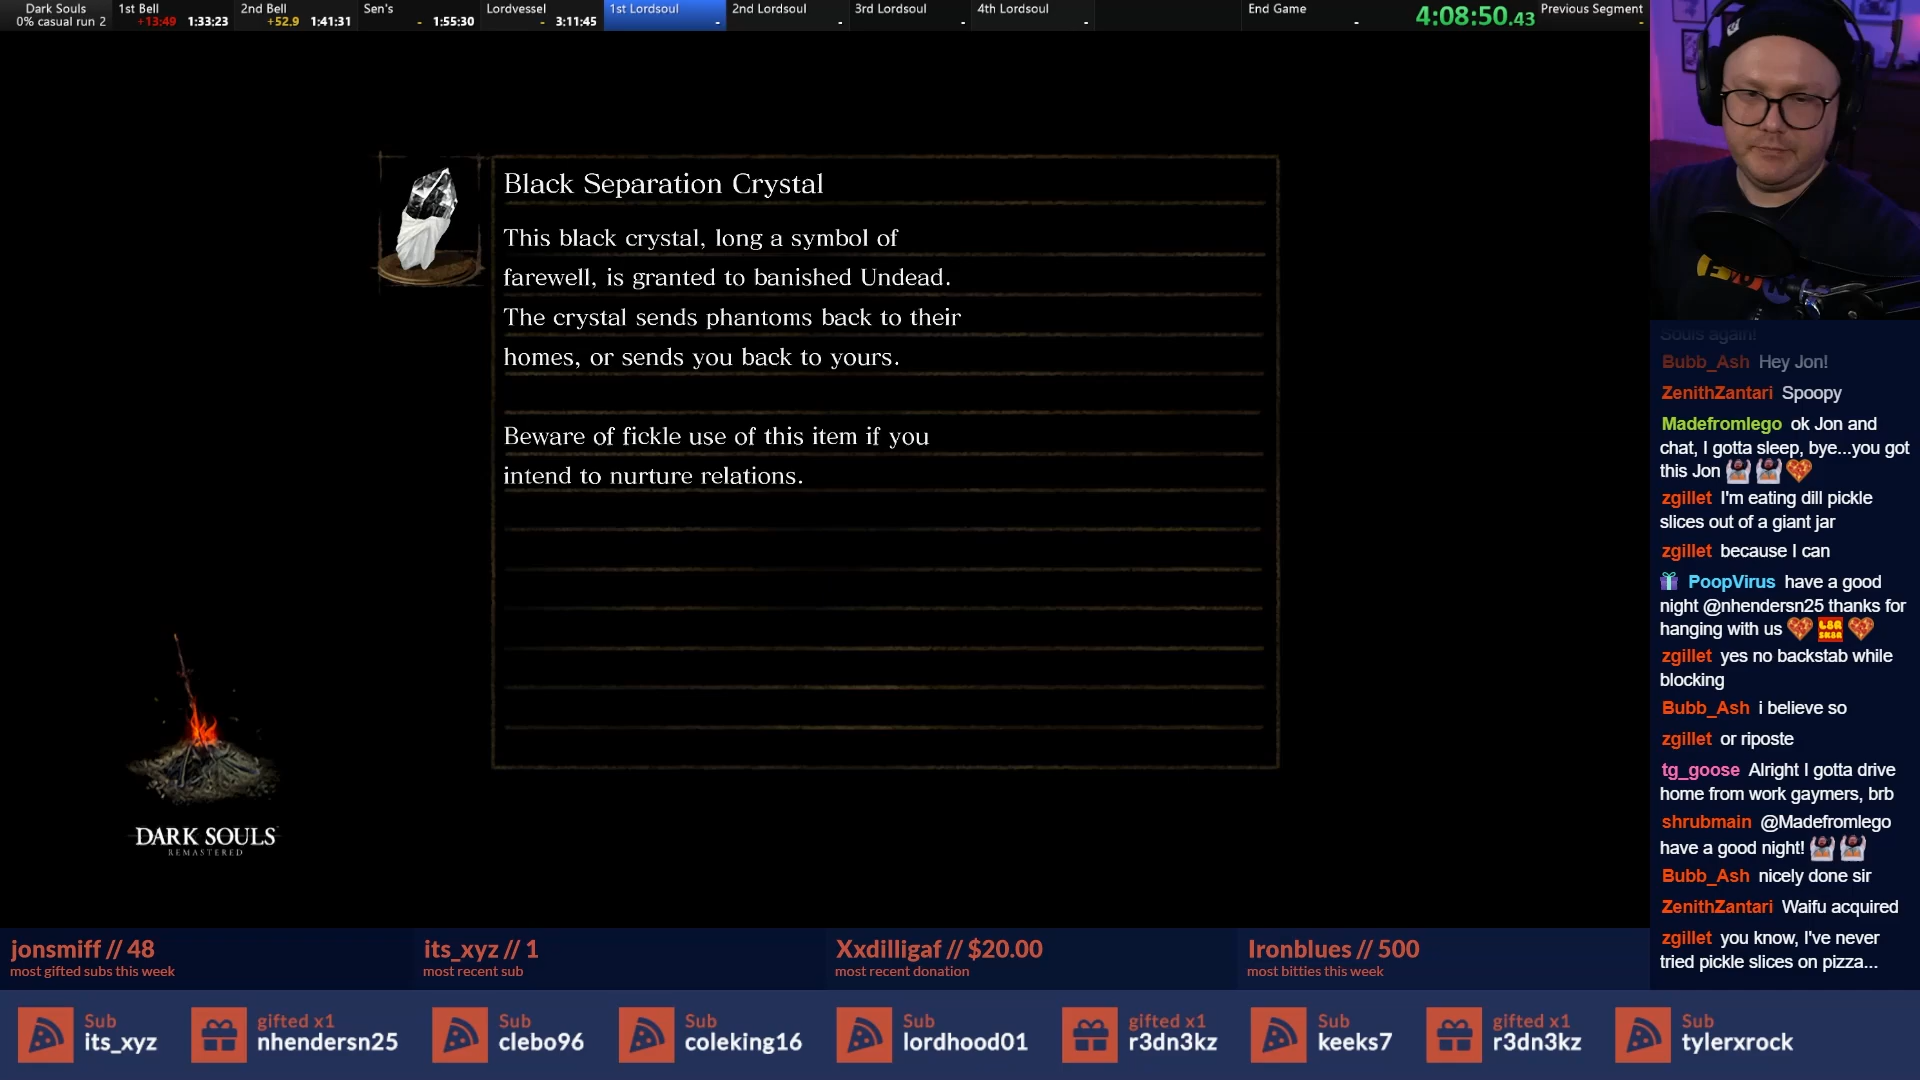 Dark Souls
0% casual run 2
1st Bell
+13:49 1:33:23
2nd Bell
+52.9 1:41:31
Sen's
- 1:55:30
Lordvessel
- 3:11:45
1st Lordsoul
-
2nd Lordsoul
-
3rd Lordsoul
-
4th Lordsoul
-
End Game
-
4:08:50.43
Previous Segment
-
Black Separation Crystal
This black crystal, long a symbol of
farewell, is granted to banished Undead.
The crystal sends phantoms back to their
homes, or sends you back to yours.
Beware of fickle use of this item if you
intend to nurture relations.
DARK SOULS
REMASTERED
Souls again!
Bubb_Ash Hey Jon!
ZenithZantari Spoopy
Madefromlego ok Jon and
chat, I gotta sleep, bye...you got
this Jon
zgillet I'm eating dill pickle
slices out of a giant jar
zgillet because I can
PoopVirus have a good
night @nhendersn25 thanks for
hanging with us L8R SK8R
zgillet yes no backstab while
blocking
Bubb_Ash i believe so
zgillet or riposte
tg_goose Alright I gotta drive
home from work gaymers, brb
shrubmain @Madefromlego
have a good night!
Bubb_Ash nicely done sir
ZenithZantari Waifu acquired
zgillet you know, I've never
tried pickle slices on pizza...
jonsmiff // 48
most gifted subs this week
its_xyz // 1
most recent sub
Xxdilligaf // $20.00
most recent donation
Ironblues // 500
most bitties this week
Sub
its_xyz
gifted x1
nhendersn25
Sub
clebo96
Sub
coleking16
Sub
lordhood01
gifted x1
r3dn3kz
Sub
keeks7
gifted x1
r3dn3kz
Sub
tylerxrock